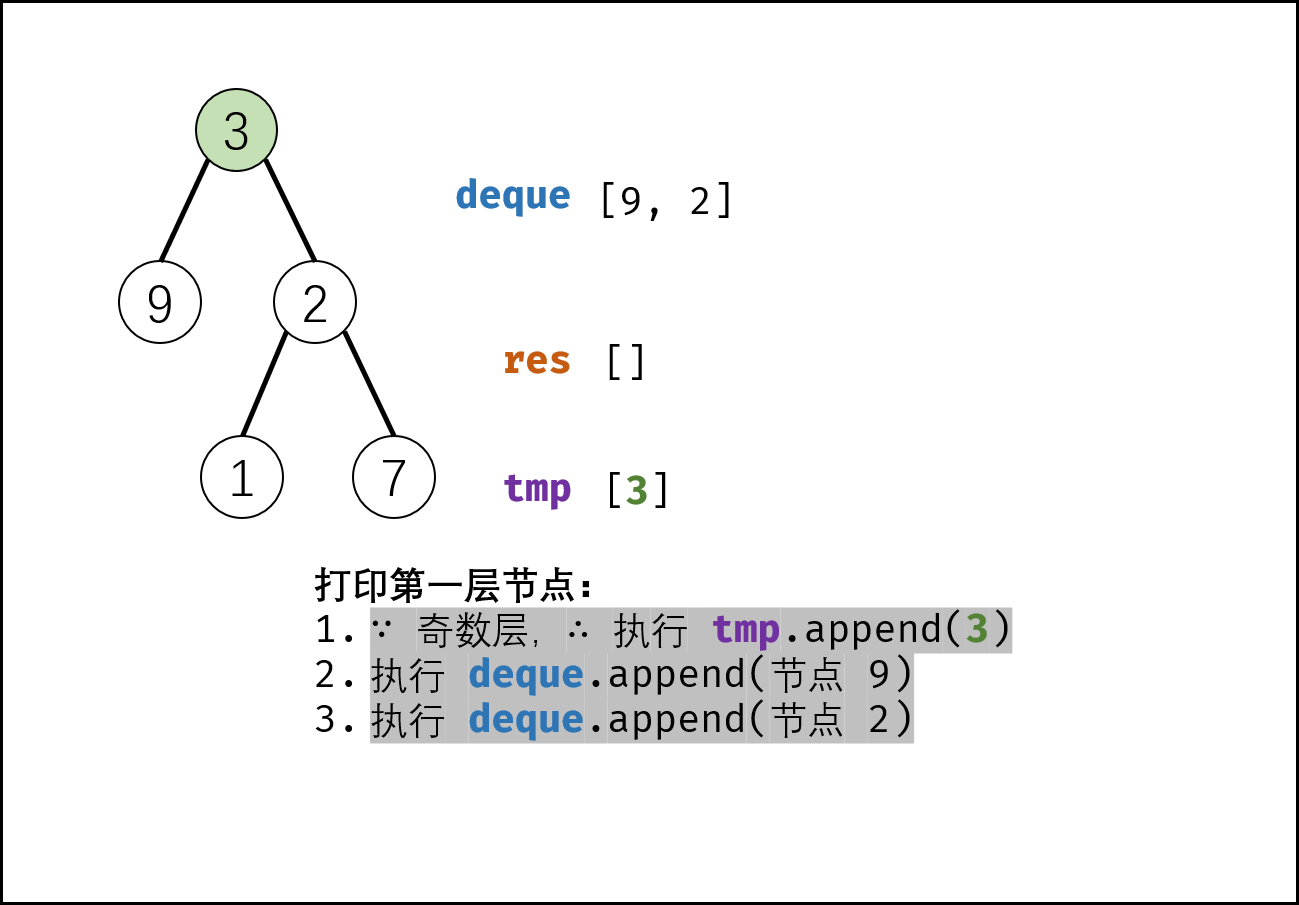 3
deque [9, 2]
9
2
res []
1
7
tmp [3]
打印第一层节点:
1. ∵ 奇数层, ∴ 执行 tmp.append(3)
2. 执行 deque.append(节点 9)
3. 执行 deque.append(节点 2)